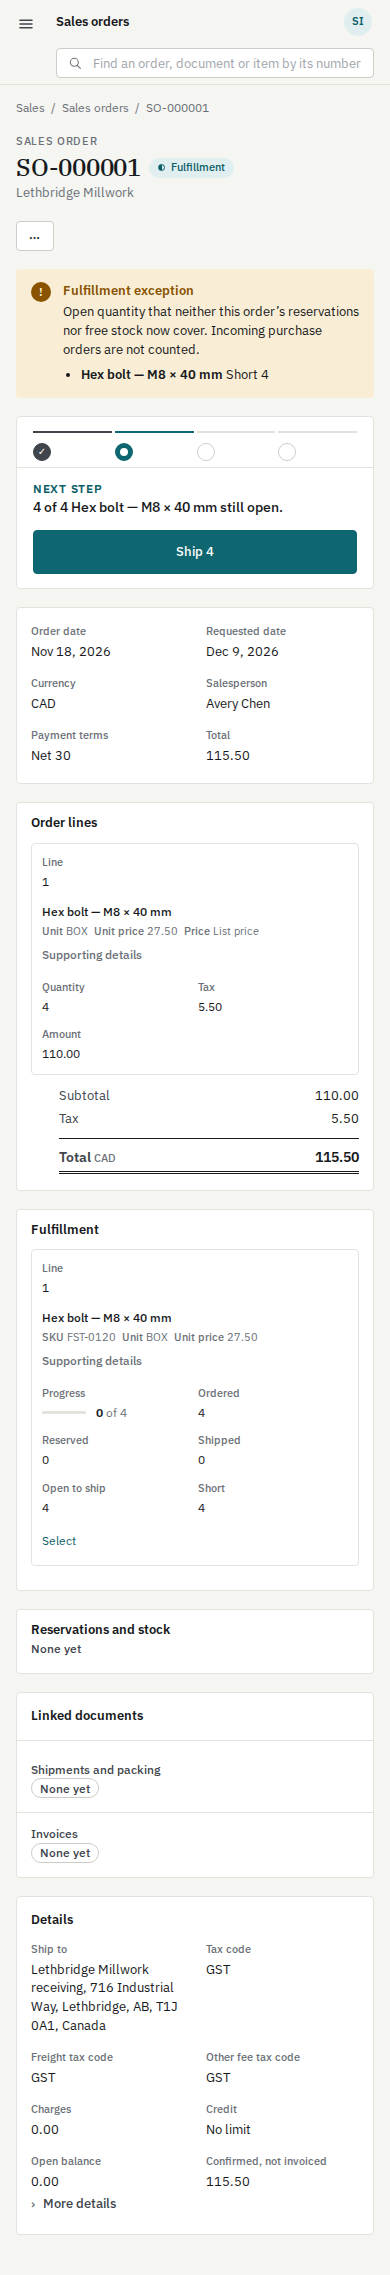 Sales orders
SI
Find an order, document or item by its number
Sales / Sales orders / SO-000001
SALES ORDER
SO-000001 Fulfillment
Lethbridge Millwork
...
! Fulfillment exception
Open quantity that neither this order’s reservations
nor free stock now cover. Incoming purchase
orders are not counted.
• Hex bolt — M8 × 40 mm Short 4
NEXT STEP
4 of 4 Hex bolt — M8 × 40 mm still open.
Ship 4
Order date Requested date
Nov 18, 2026 Dec 9, 2026
Currency Salesperson
CAD Avery Chen
Payment terms Total
Net 30 115.50
Order lines
Line
1
Hex bolt — M8 × 40 mm
Unit BOX Unit price 27.50 Price List price
Supporting details
Quantity Tax
4 5.50
Amount
110.00
Subtotal 110.00
Tax 5.50
Total CAD 115.50
Fulfillment
Line
1
Hex bolt — M8 × 40 mm
SKU FST-0120 Unit BOX Unit price 27.50
Supporting details
Progress Ordered
0 of 4 4
Reserved Shipped
0 0
Open to ship Short
4 4
Select
Reservations and stock
None yet
Linked documents
Shipments and packing
None yet
Invoices
None yet
Details
Ship to Tax code
Lethbridge Millwork GST
receiving, 716 Industrial
Way, Lethbridge, AB, T1J
0A1, Canada
Freight tax code Other fee tax code
GST GST
Charges Credit
0.00 No limit
Open balance Confirmed, not invoiced
0.00 115.50
› More details